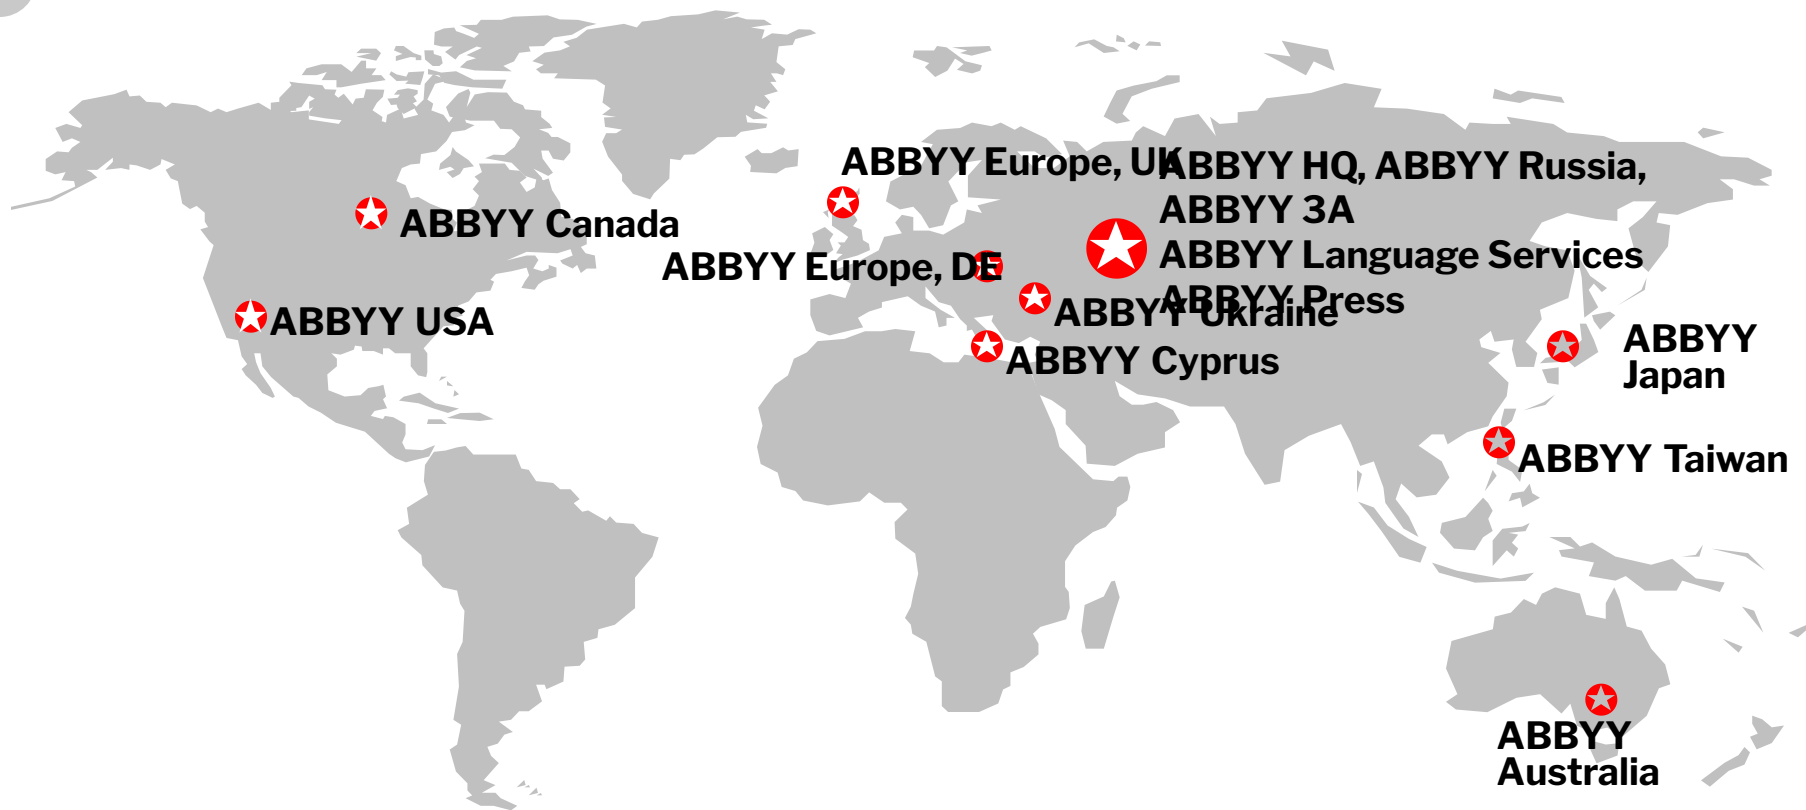 ABBYY Europe, UK
ABBYY HQ, ABBYY Russia,
ABBYY 3A
ABBYY Language Services
ABBYY Press
ABBYY Canada
ABBYY Europe, DE
ABBYY Ukraine
ABBYY USA
ABBYY Cyprus
ABBYY
Japan
ABBYY Taiwan
ABBYY
Australia